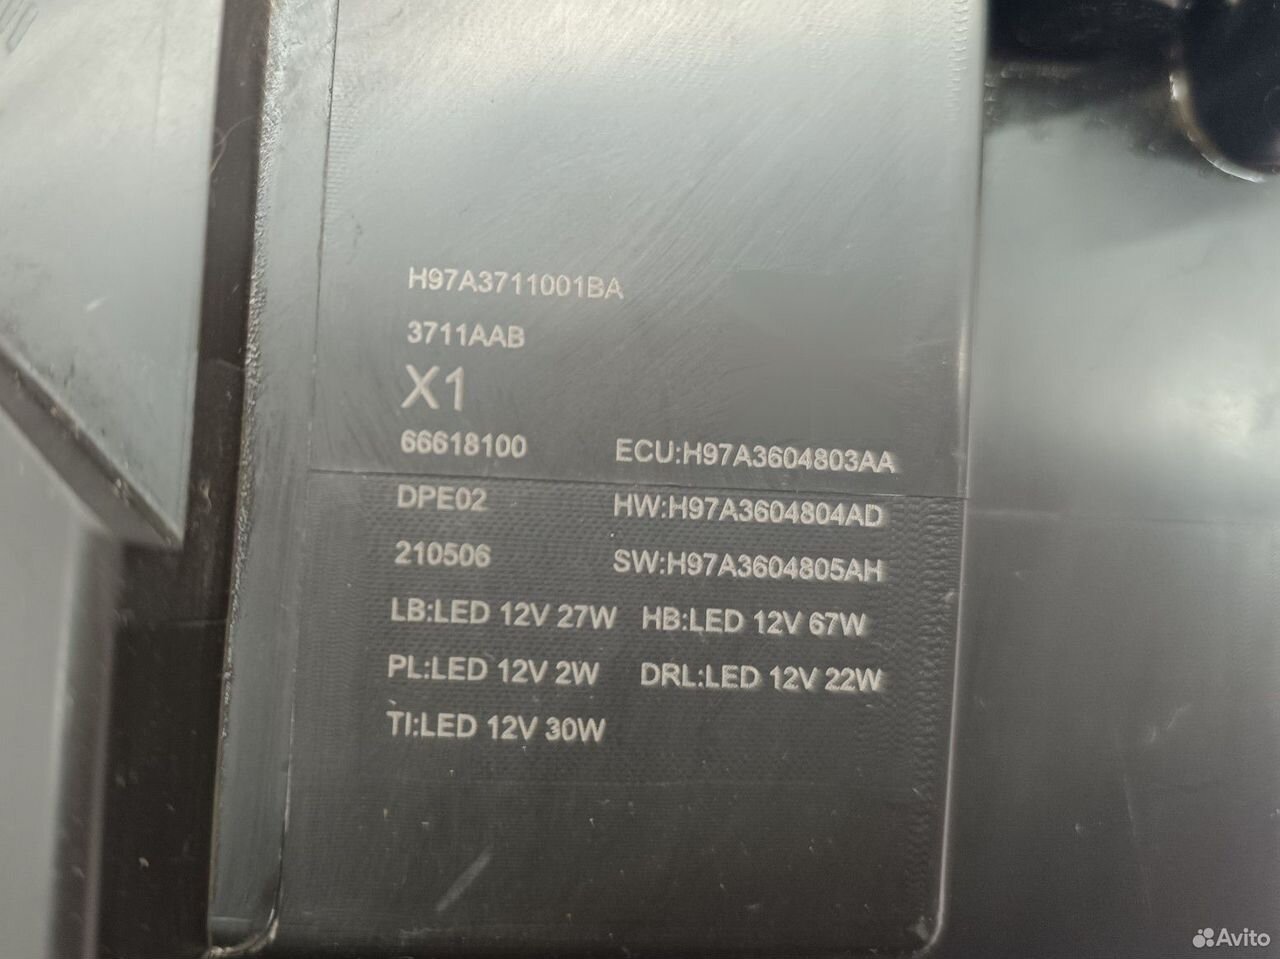 H97A3711001BA
3711AAB
X1
66618100 ECU:H97A3604803AA
DPE02 HW:H97A3604804AD
210506 SW:H97A3604805AH
LB:LED 12V 27W HB:LED 12V 67W
PL:LED 12V 2W DRL:LED 12V 22W
TI:LED 12V 30W
Avito